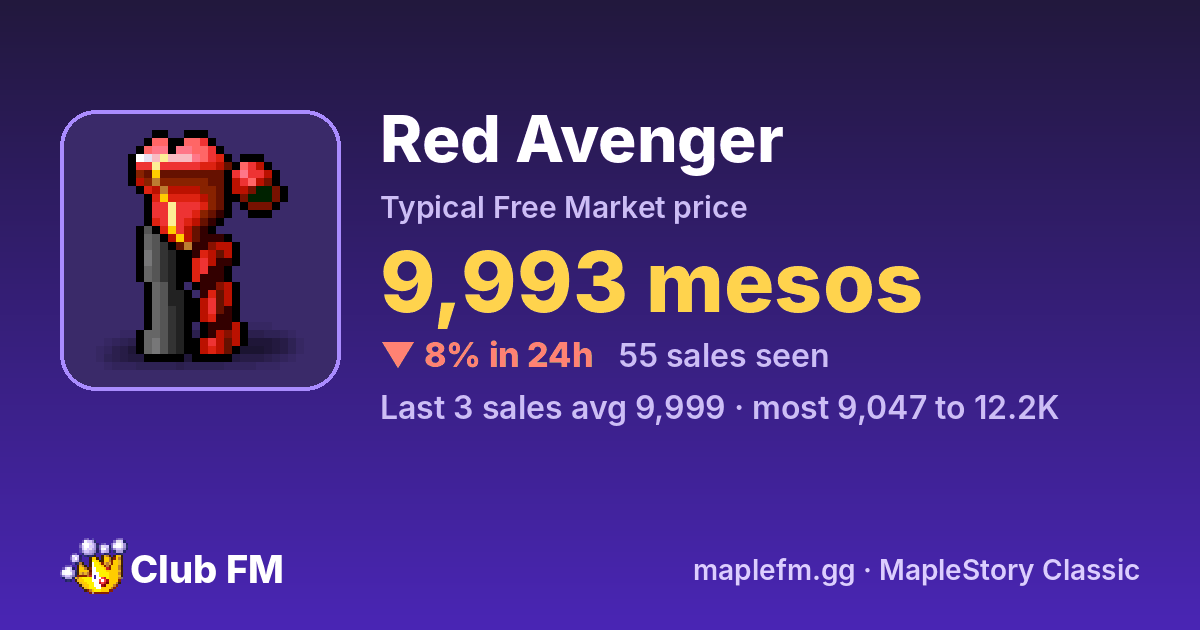 Red Avenger
Typical Free Market price
9,993 mesos
▼ 8% in 24h 55 sales seen
Last 3 sales avg 9,999 · most 9,047 to 12.2K
Club FM
maplefm.gg · MapleStory Classic